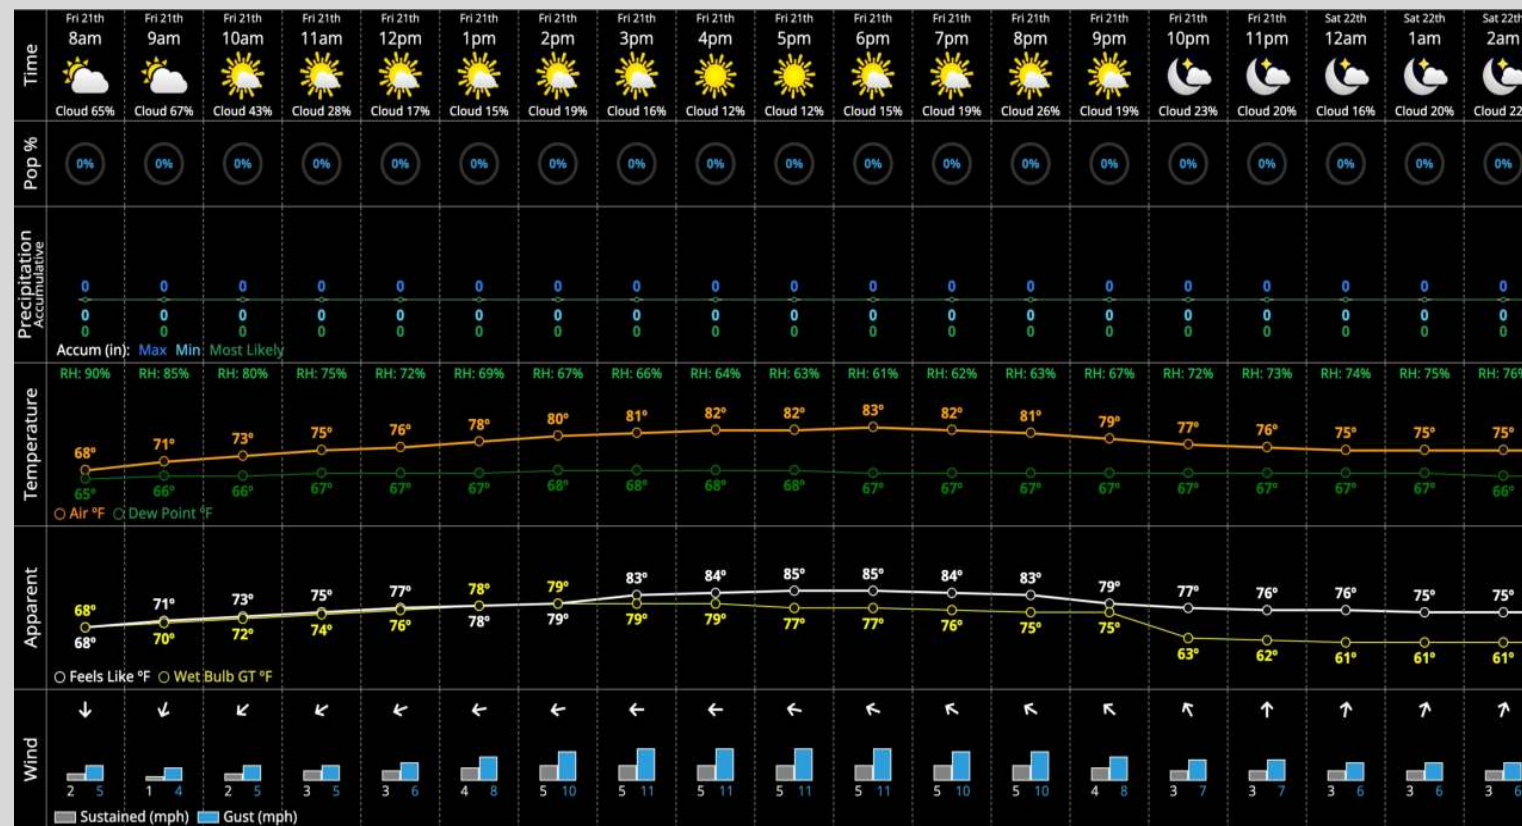 Time
Fri 21th Fri 21th Fri 21th Fri 21th Fri 21th Fri 21th Fri 21th Fri 21th Fri 21th Fri 21th Fri 21th Fri 21th Fri 21th Fri 21th Fri 21th Fri 21th Sat 22th Sat 22th Sat 22th
8am 9am 10am 11am 12pm 1pm 2pm 3pm 4pm 5pm 6pm 7pm 8pm 9pm 10pm 11pm 12am 1am 2am
Cloud 65% Cloud 67% Cloud 43% Cloud 28% Cloud 17% Cloud 15% Cloud 19% Cloud 16% Cloud 12% Cloud 12% Cloud 15% Cloud 19% Cloud 26% Cloud 19% Cloud 23% Cloud 20% Cloud 16% Cloud 20% Cloud 22
Pop %
0% 0% 0% 0% 0% 0% 0% 0% 0% 0% 0% 0% 0% 0% 0% 0% 0% 0% 0%
Precipitation
Accumulative
0 0 0 0 0 0 0 0 0 0 0 0 0 0 0 0 0 0 0
0 0 0 0 0 0 0 0 0 0 0 0 0 0 0 0 0 0 0
0 0 0 0 0 0 0 0 0 0 0 0 0 0 0 0 0 0 0
Accum (in): Max Min Most Likely
Temperature
RH: 90% RH: 85% RH: 80% RH: 75% RH: 72% RH: 69% RH: 67% RH: 66% RH: 64% RH: 63% RH: 61% RH: 62% RH: 63% RH: 67% RH: 72% RH: 73% RH: 74% RH: 75% RH: 76%
68° 71° 73° 75° 76° 78° 80° 81° 82° 82° 83° 82° 81° 79° 77° 76° 75° 75° 75°
65° 66° 66° 67° 67° 67° 68° 68° 68° 68° 67° 67° 67° 67° 67° 67° 67° 67° 66°
Air °F Dew Point °F
Apparent
68° 71° 73° 75° 77° 78° 79° 83° 84° 85° 85° 84° 83° 79° 77° 76° 76° 75° 75°
68° 70° 72° 74° 76° 78° 79° 79° 79° 77° 77° 76° 75° 75° 63° 62° 61° 61° 61°
Feels Like °F Wet Bulb GT °F
Wind
2 5 1 4 2 5 3 5 3 6 4 8 5 10 5 11 5 11 5 11 5 11 5 10 5 10 4 8 3 7 3 7 3 6 3 6 3 6
Sustained (mph) Gust (mph)